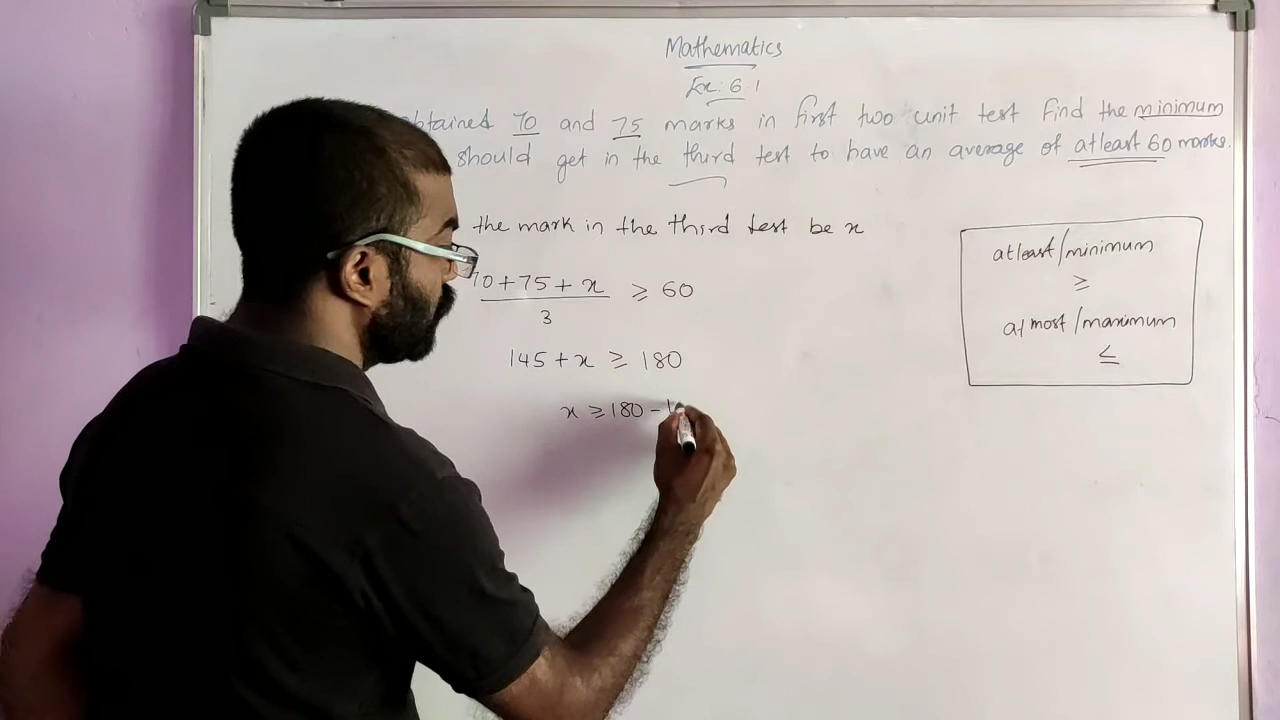 Mathematics
Ex: 6.1
obtained 70 and 75 marks in first two unit test Find the minimum
should get in the third test to have an average of atleast 60 marks.
the mark in the third test be x
70+75+x / 3 ≥ 60
145+x ≥ 180
x ≥ 180 - 1
atleast/minimum
≥
atmost/maximum
≤